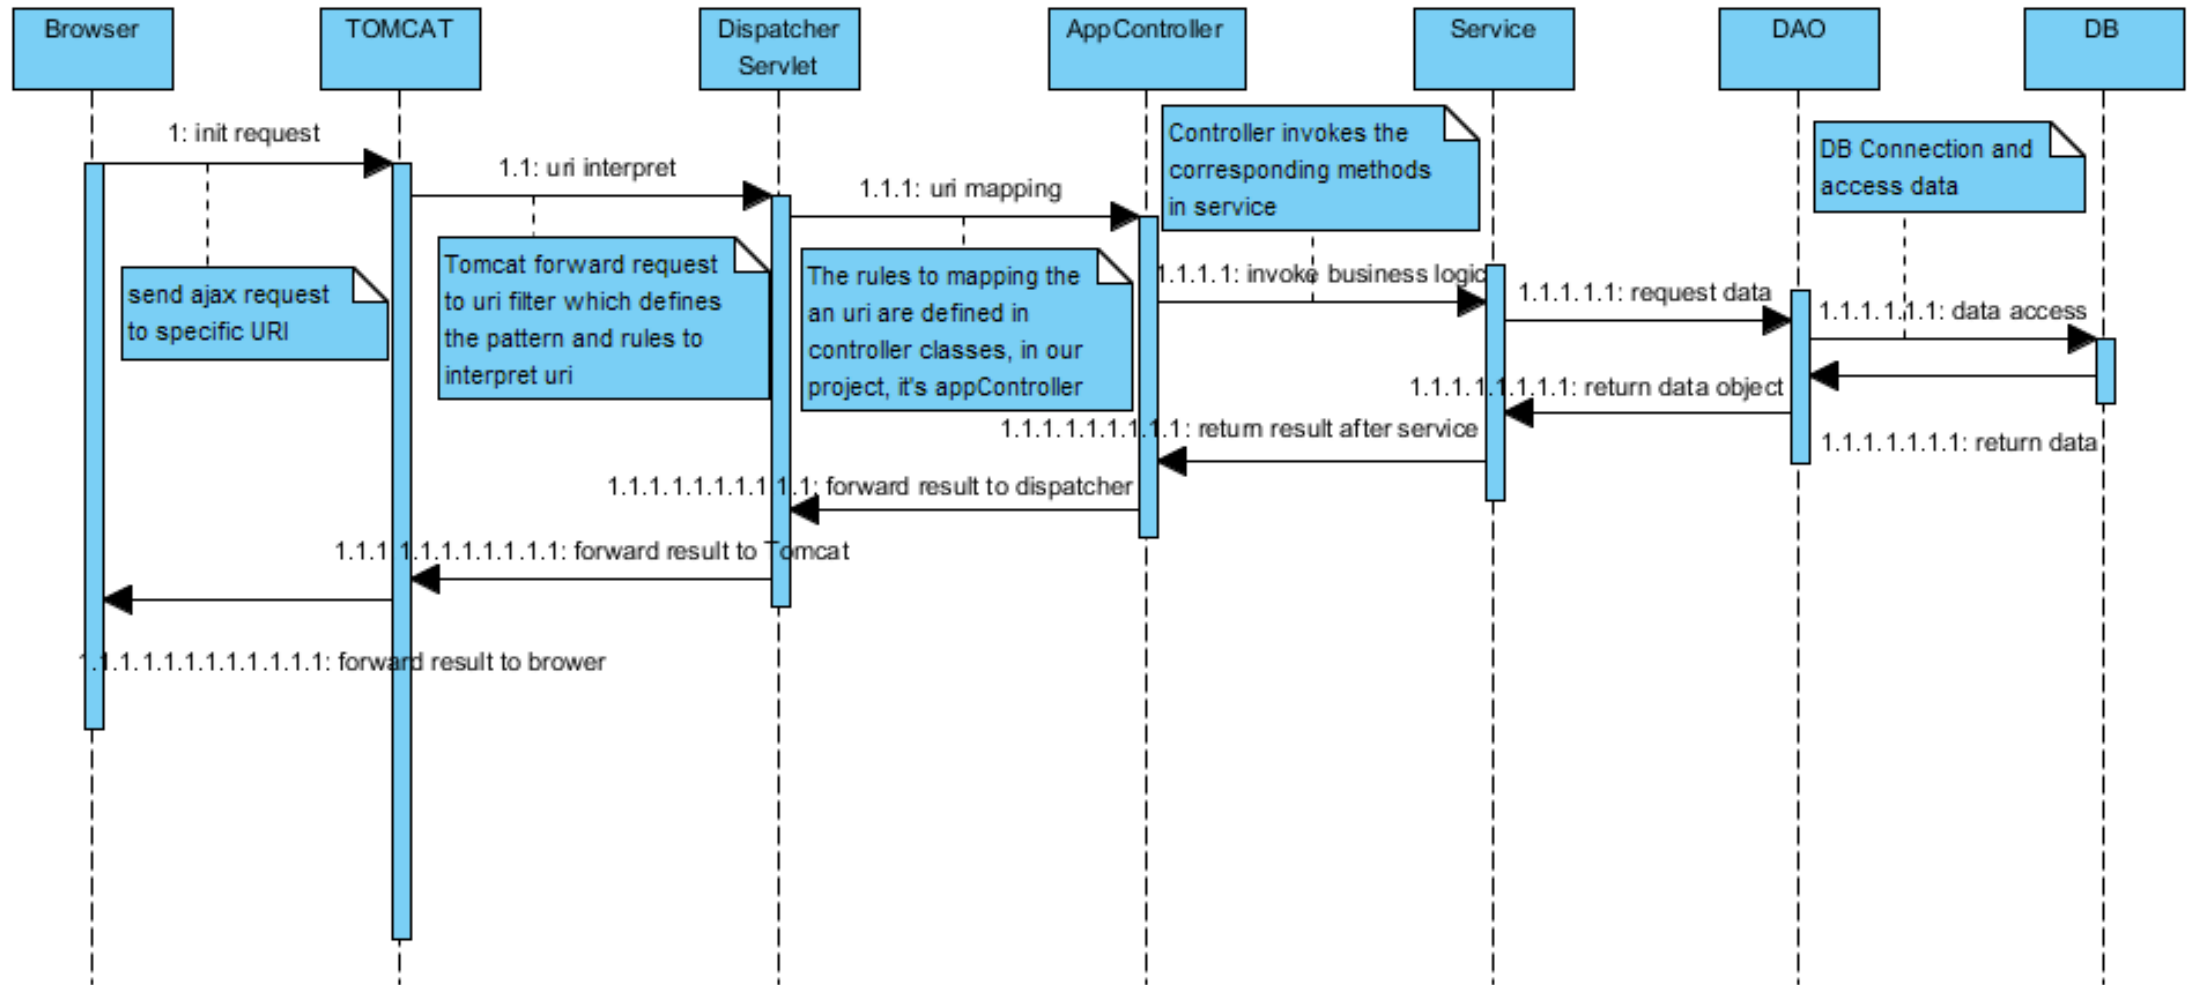 Browser
TOMCAT
Dispatcher
Servlet
AppController
Service
DAO
DB
1: init request
1.1: uri interpret
1.1.1: uri mapping
Controller invokes the
corresponding methods
in service
DB Connection and
access data
send ajax request
to specific URI
Tomcat forward request
to uri filter which defines
the pattern and rules to
interpret uri
The rules to mapping the
an uri are defined in
controller classes, in our
project, it's appController
1.1.1.1: invoke business logic
1.1.1.1.1: request data
1.1.1.1.1.1: data access
1.1.1.1.1.1.1.1: return data object
1.1.1.1.1.1.1: return data
1.1.1.1.1.1.1.1.1: return result after service
1.1.1.1.1.1.1.1.1.1: forward result to dispatcher
1.1.1.1.1.1.1.1.1.1.1: forward result to Tomcat
1.1.1.1.1.1.1.1.1.1.1.1: forward result to brower